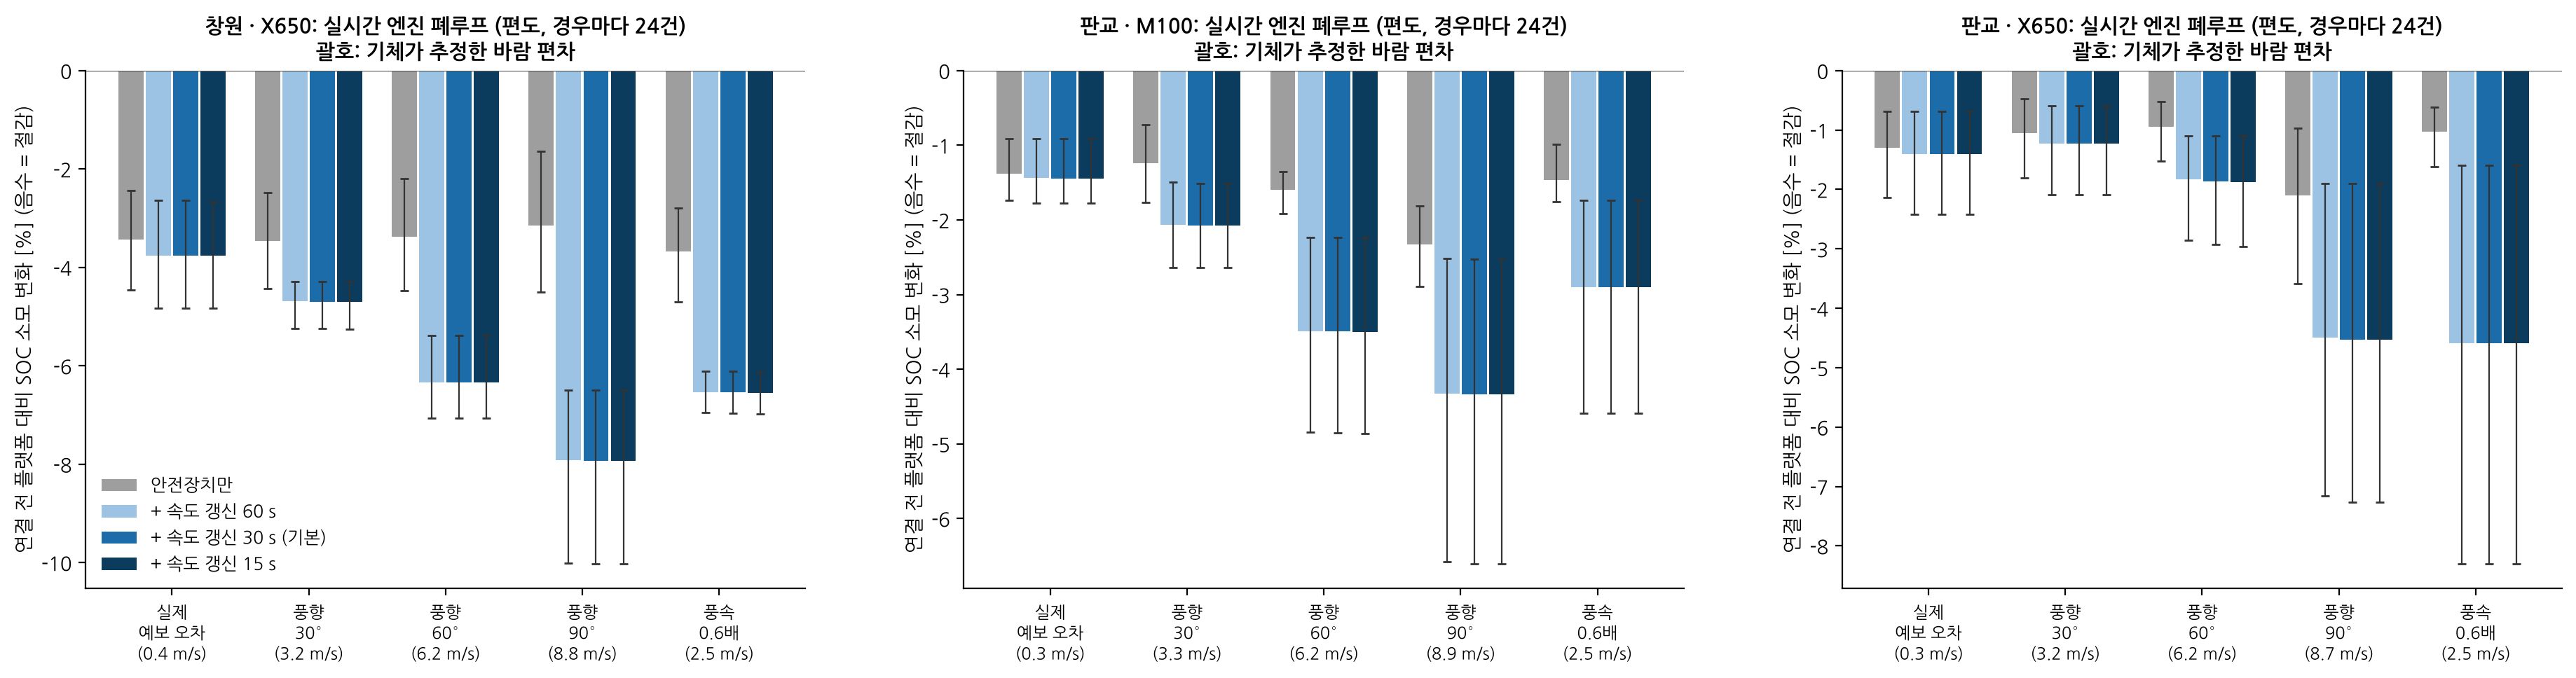 창원 · X650: 실시간 엔진 폐루프 (편도, 경우마다 24건)
괄호: 기체가 추정한 바람 편차
연결 전 플랫폼 대비 SOC 소모 변화 [%] (음수 = 절감)
0
-2
-4
-6
-8
-10
안전장치만
+ 속도 갱신 60 s
+ 속도 갱신 30 s (기본)
+ 속도 갱신 15 s
실제
예보 오차
(0.4 m/s)
풍향
30°
(3.2 m/s)
풍향
60°
(6.2 m/s)
풍향
90°
(8.8 m/s)
풍속
0.6배
(2.5 m/s)
판교 · M100: 실시간 엔진 폐루프 (편도, 경우마다 24건)
괄호: 기체가 추정한 바람 편차
연결 전 플랫폼 대비 SOC 소모 변화 [%] (음수 = 절감)
0
-1
-2
-3
-4
-5
-6
실제
예보 오차
(0.3 m/s)
풍향
30°
(3.3 m/s)
풍향
60°
(6.2 m/s)
풍향
90°
(8.9 m/s)
풍속
0.6배
(2.5 m/s)
판교 · X650: 실시간 엔진 폐루프 (편도, 경우마다 24건)
괄호: 기체가 추정한 바람 편차
연결 전 플랫폼 대비 SOC 소모 변화 [%] (음수 = 절감)
0
-1
-2
-3
-4
-5
-6
-7
-8
실제
예보 오차
(0.3 m/s)
풍향
30°
(3.2 m/s)
풍향
60°
(6.2 m/s)
풍향
90°
(8.7 m/s)
풍속
0.6배
(2.5 m/s)